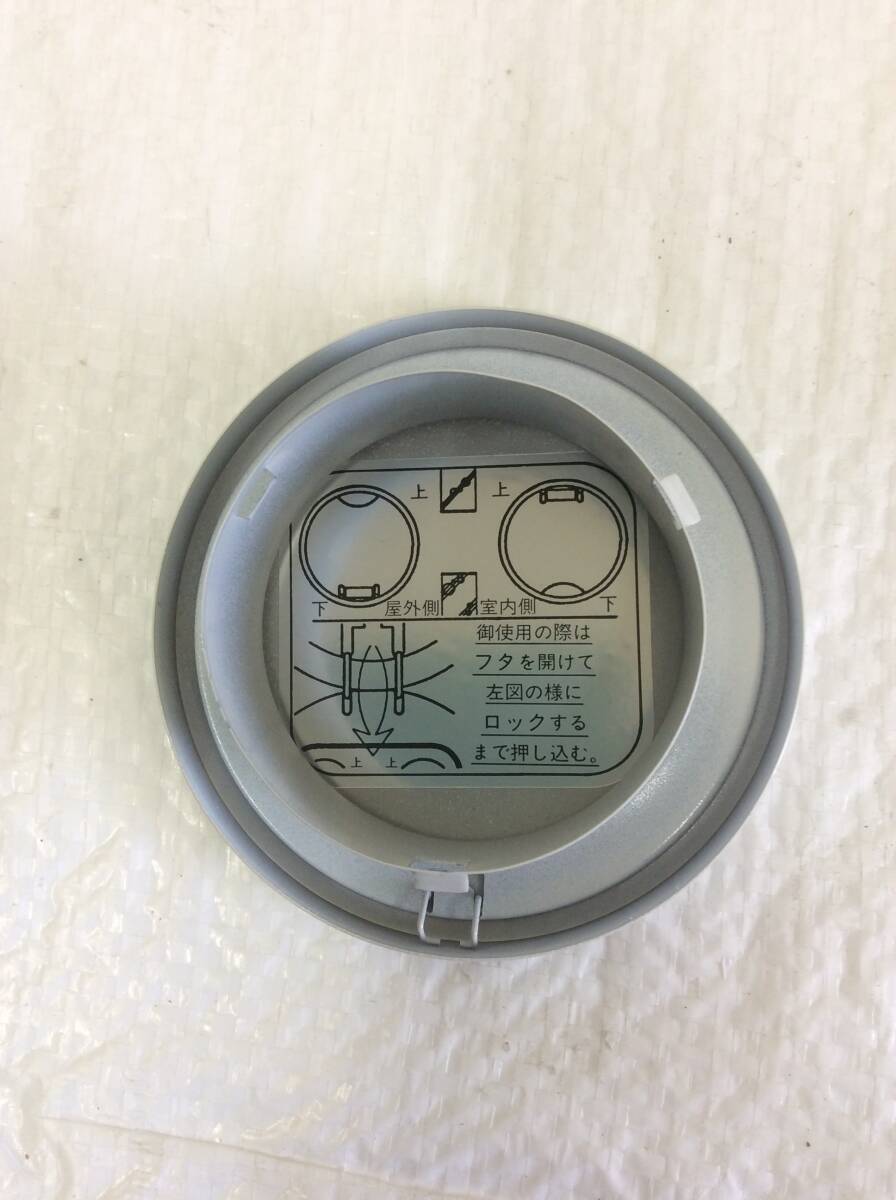 上 上
下 屋外側 室内側 下
御使用の際は
フタを開けて
左図の様に
ロックする
まで押し込む。
上 上